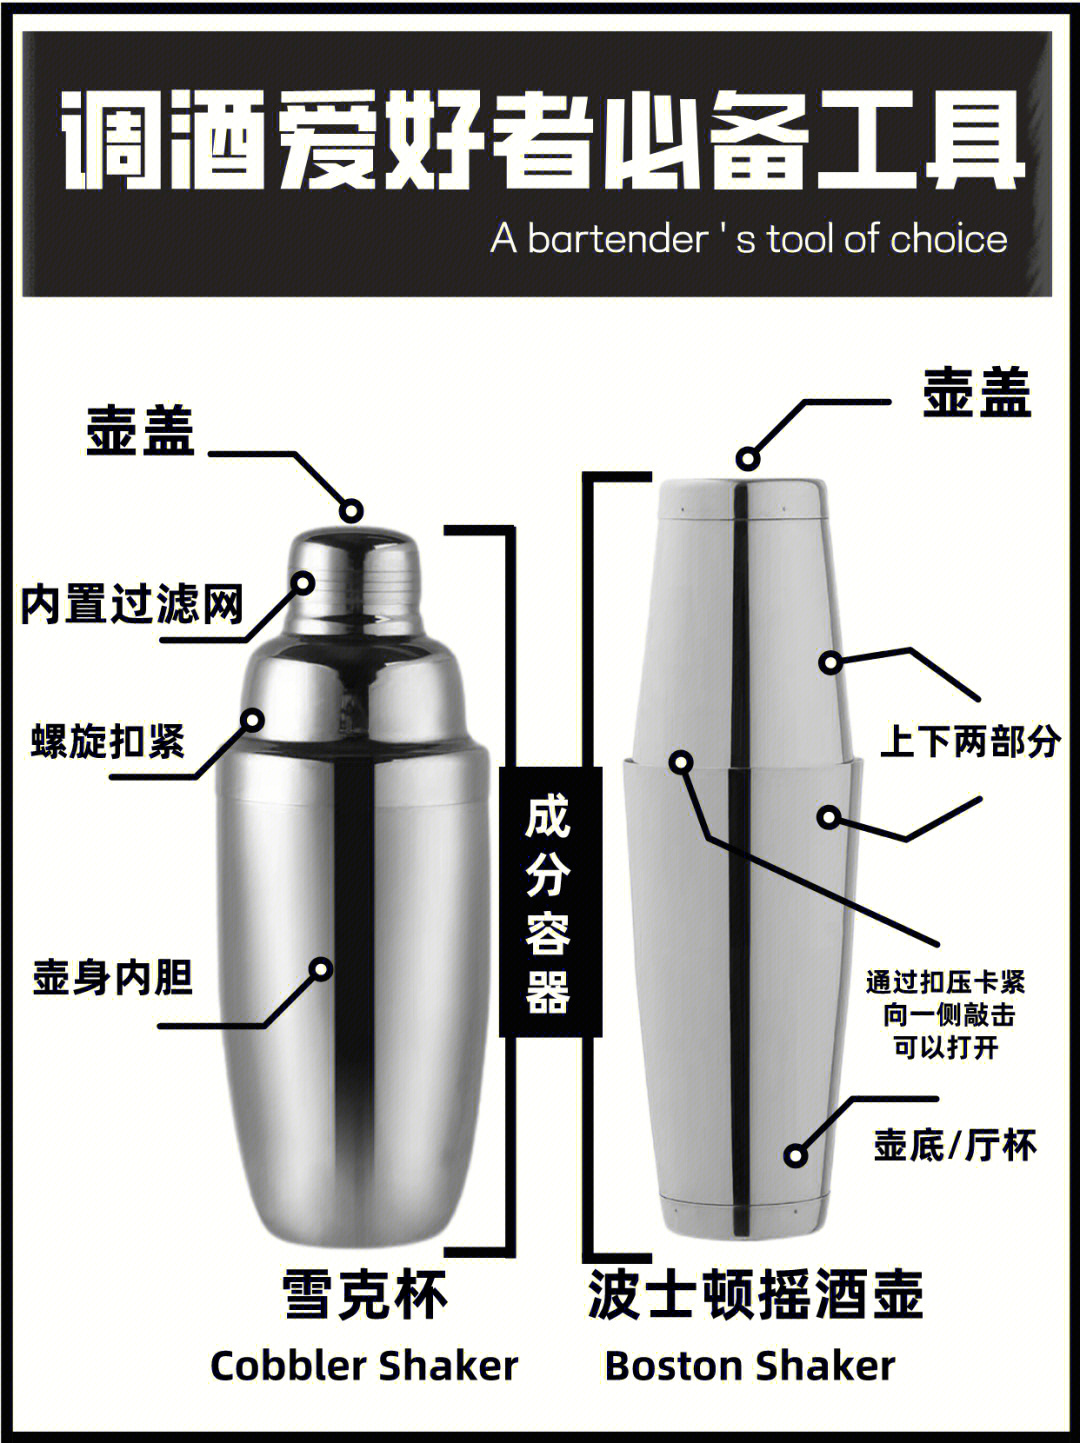 调酒爱好者必备工具
A bartender ' s tool of choice
壶盖
壶盖
内置过滤网
螺旋扣紧
上下两部分
成分容器
壶身内胆
通过扣压卡紧
向一侧敲击
可以打开
壶底/厅杯
雪克杯
波士顿摇酒壶
Cobbler Shaker
Boston Shaker